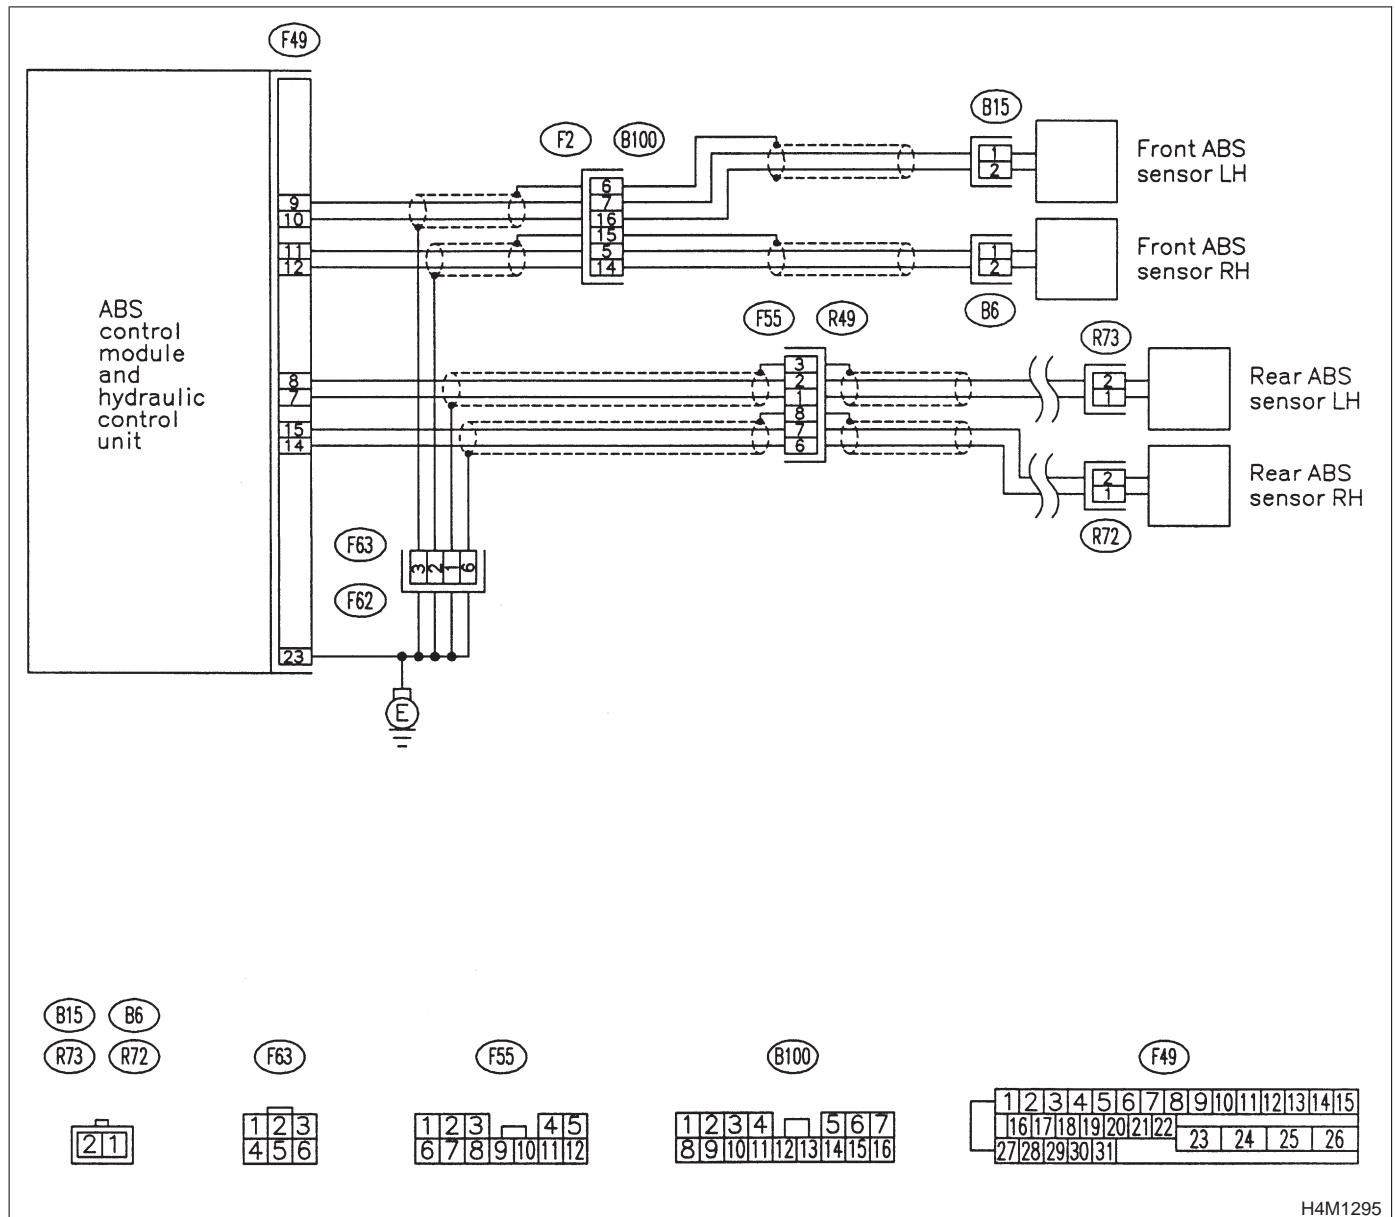 F49
B15
F2 B100
Front ABS
sensor LH
1
2
6
7
16
15
5
14
9
10
11
12
Front ABS
sensor RH
1
2
B6
ABS
control
module
and
hydraulic
control
unit
F55 R49
R73
3
2
1
8
7
6
8
7
15
14
2
1
Rear ABS
sensor LH
2
1
Rear ABS
sensor RH
R72
F63
3 2 1 6
F62
23
E
B15 B6
R73 R72
F63
F55
B100
F49
2 1
1 2 3
4 5 6
1 2 3 4 5
6 7 8 9 10 11 12
1 2 3 4 5 6 7
8 9 10 11 12 13 14 15 16
1 2 3 4 5 6 7 8 9 10 11 12 13 14 15
16 17 18 19 20 21 22 23 24 25 26
27 28 29 30 31
H4M1295